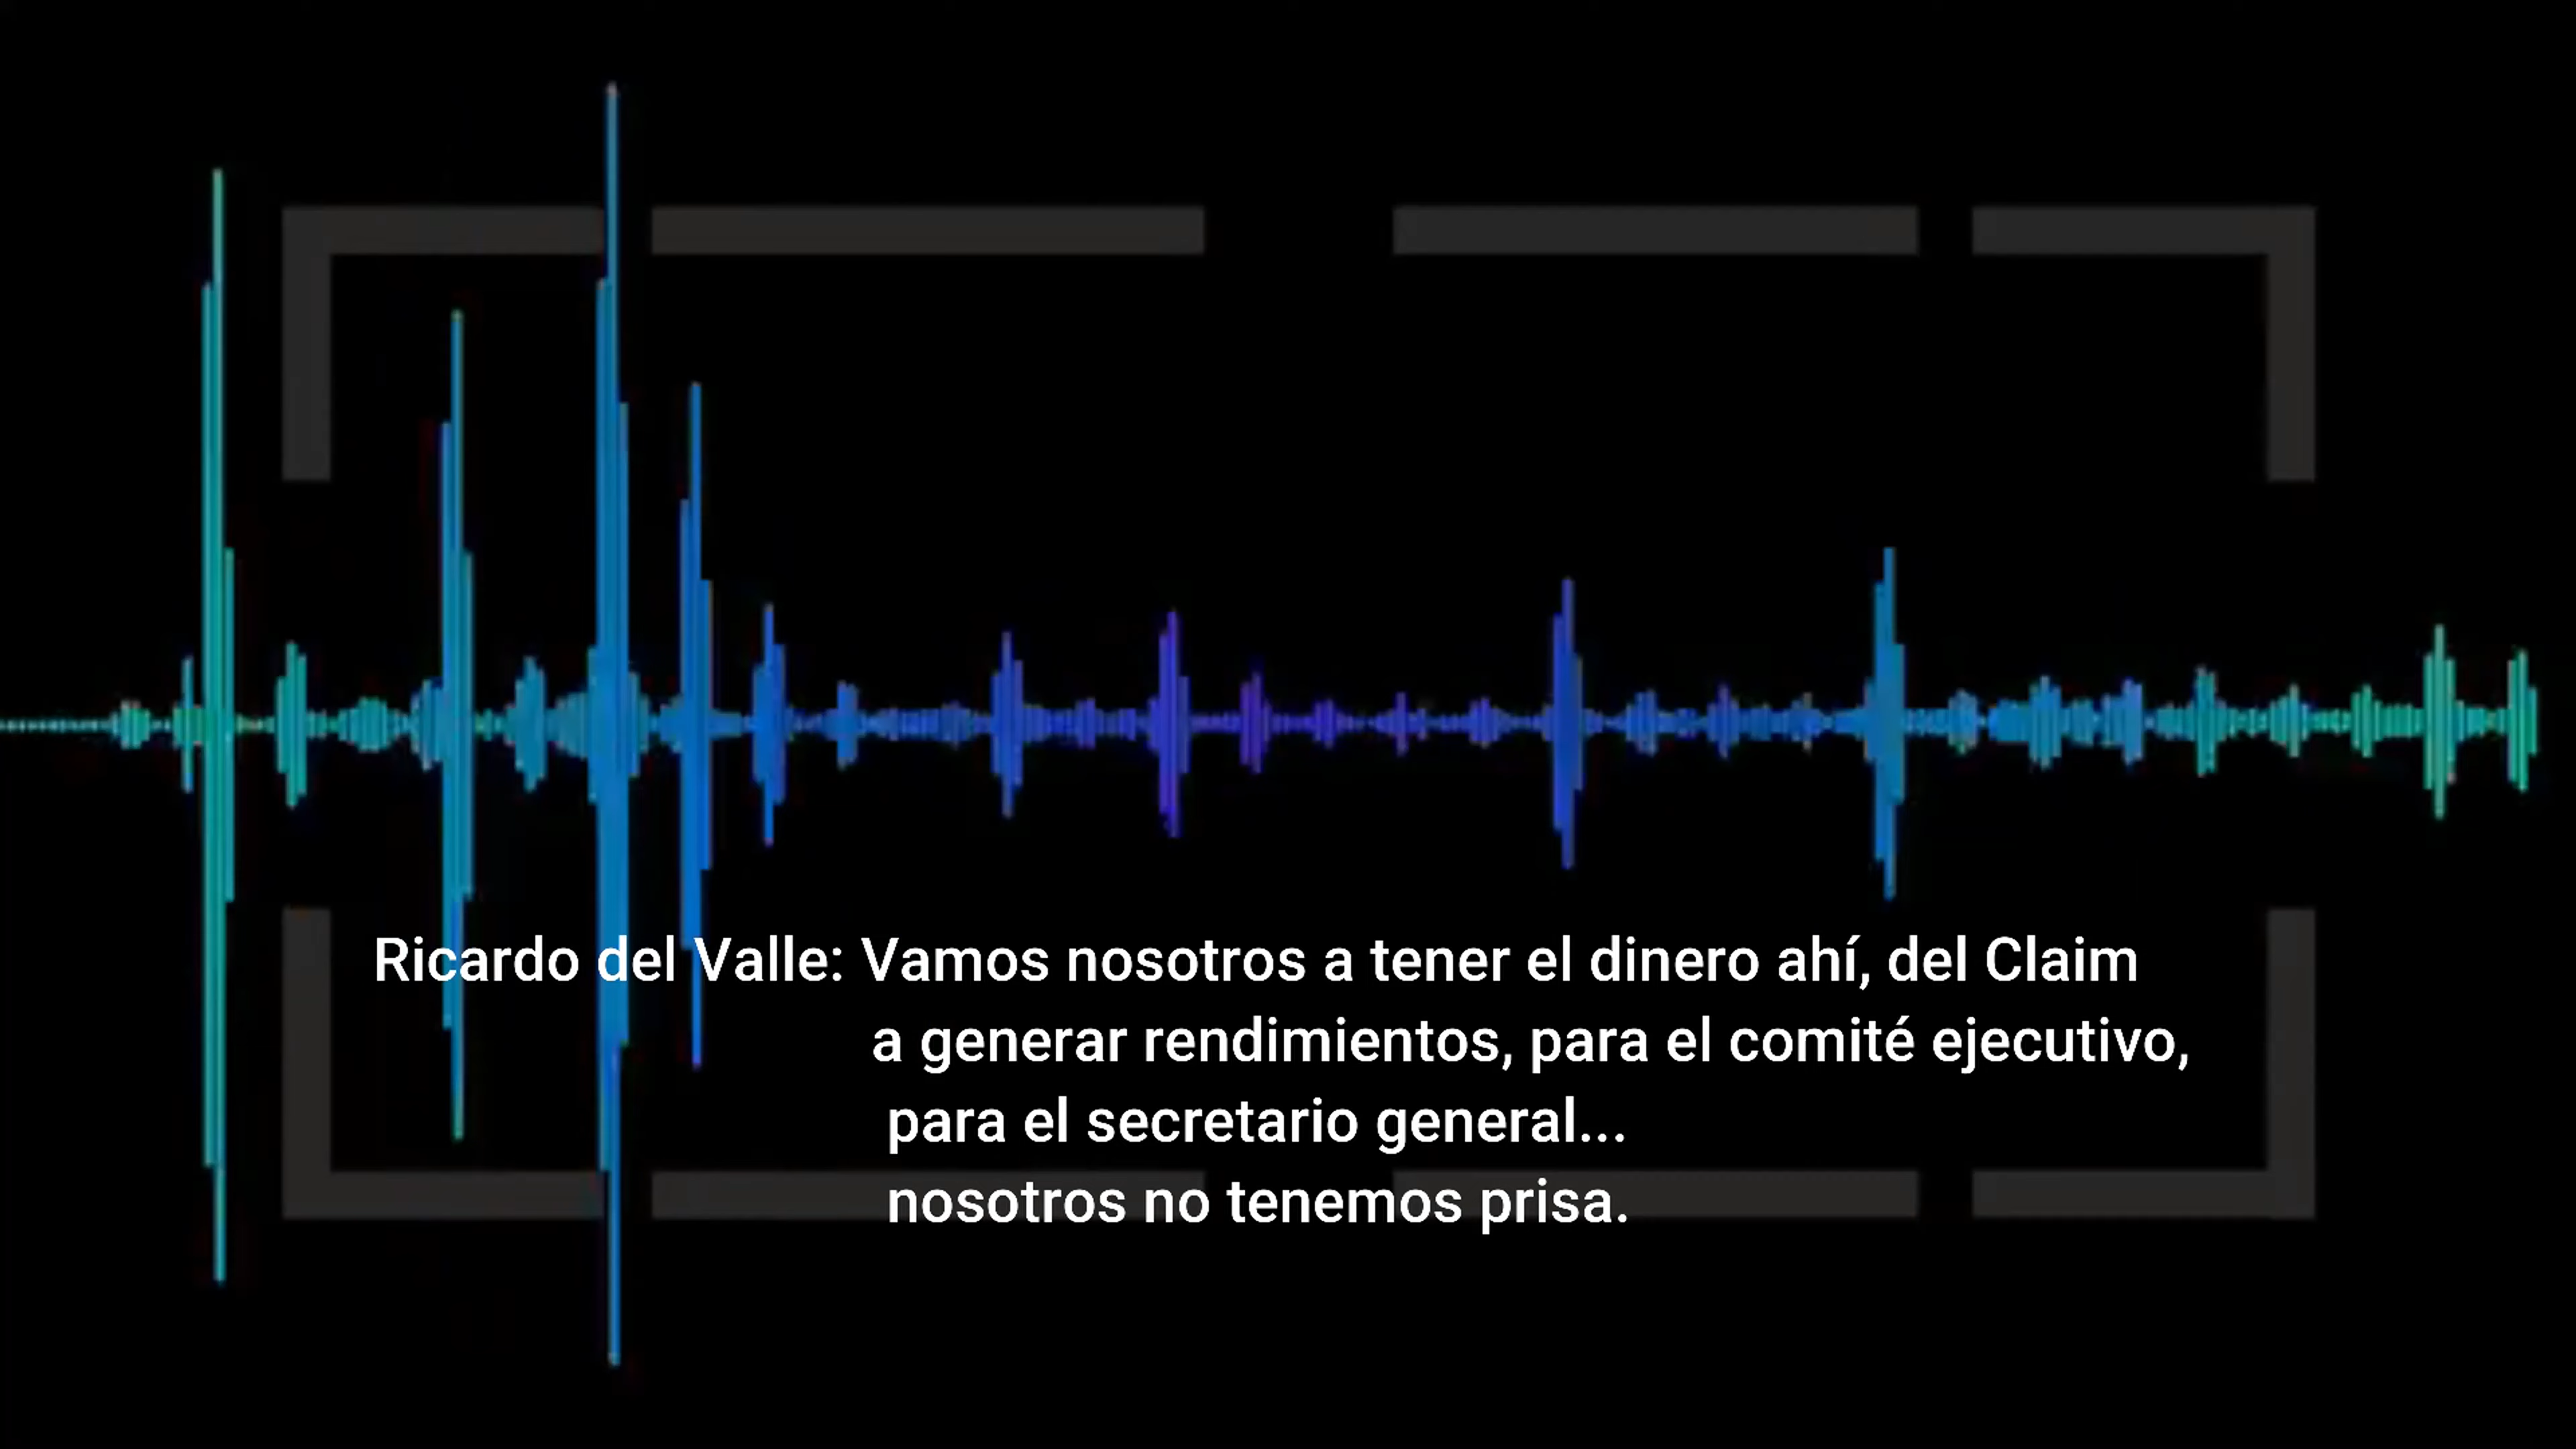 Ricardo del Valle: Vamos nosotros a tener el dinero ahí, del Claim
a generar rendimientos, para el comité ejecutivo,
para el secretario general...
nosotros no tenemos prisa.